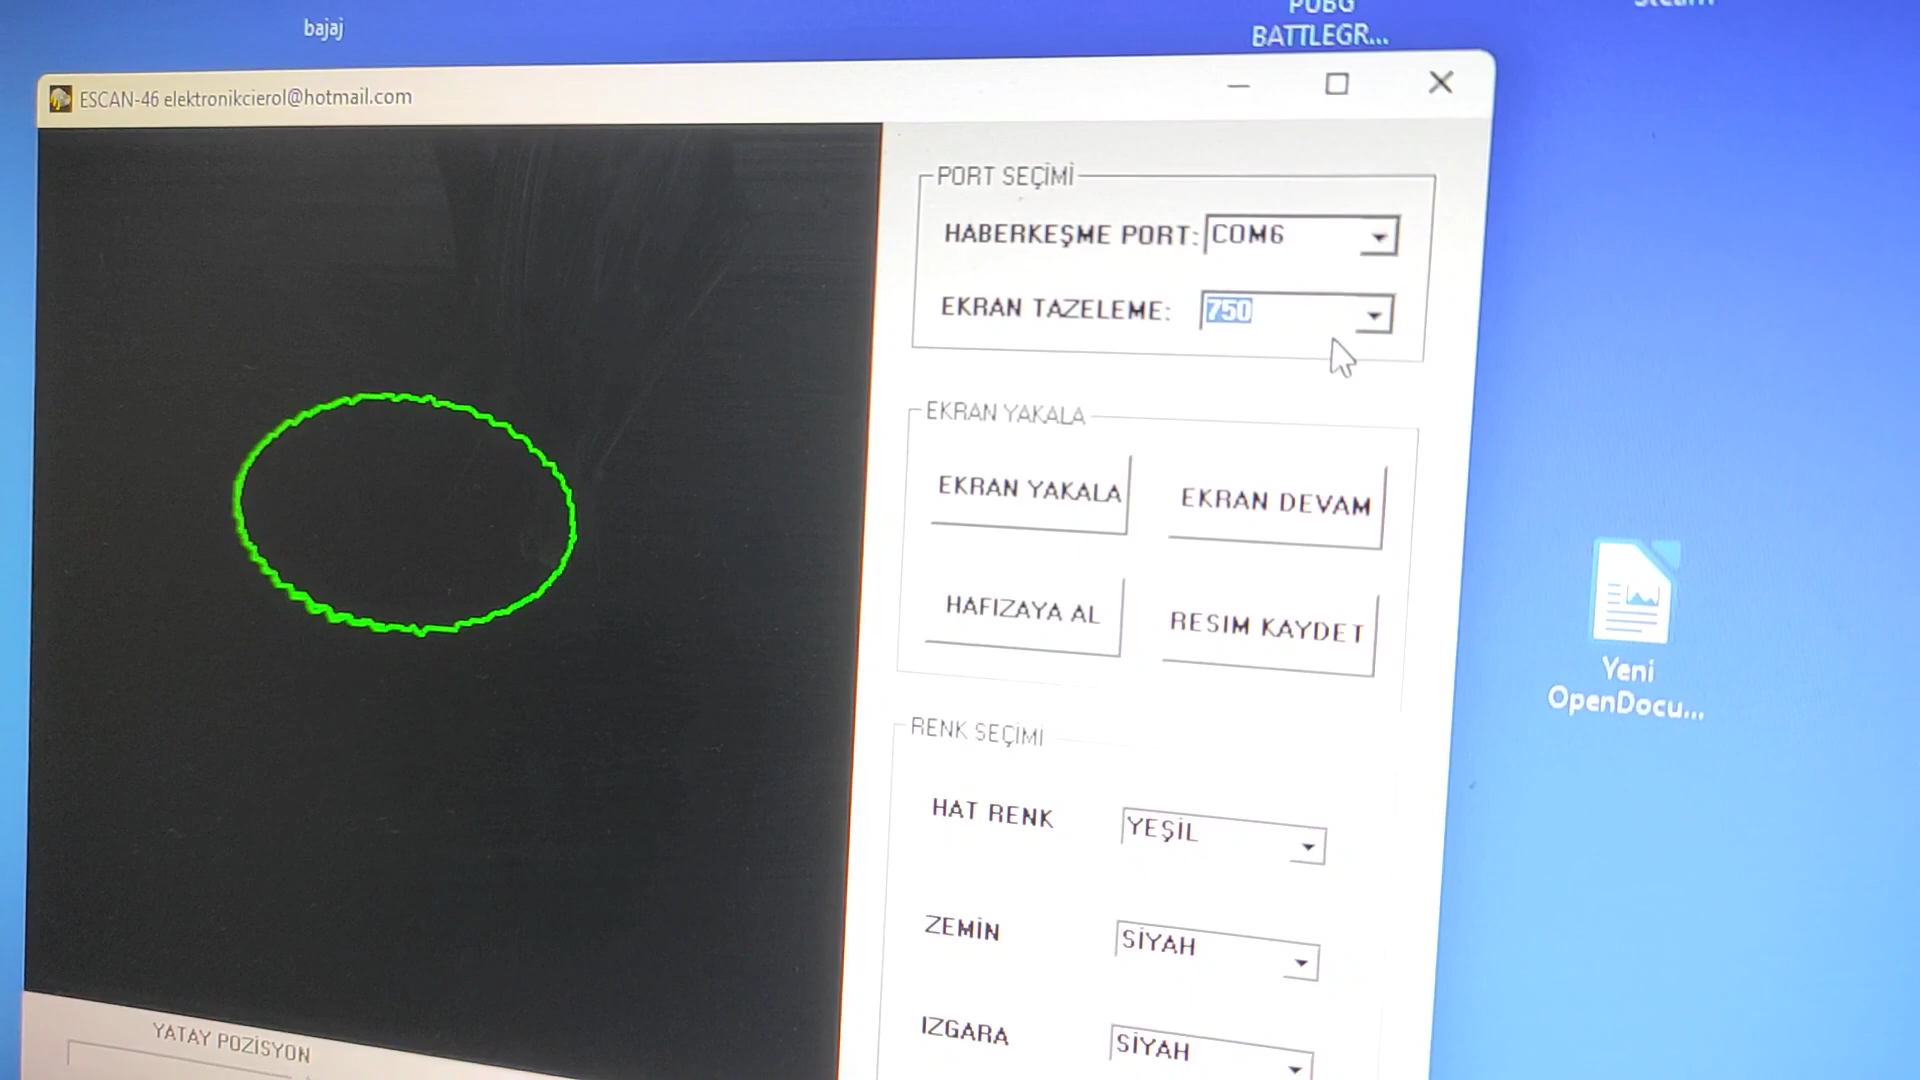 bajaj
PUBG
BATTLEGR...
Steam
ESCAN-46 elektronikcierol@hotmail.com
PORT SEÇİMİ
HABERKEŞME PORT: COM6
EKRAN TAZELEME: 750
EKRAN YAKALA
EKRAN YAKALA
EKRAN DEVAM
HAFIZAYA AL
RESIM KAYDET
RENK SEÇİMİ
HAT RENK YEŞİL
ZEMİN SİYAH
IZGARA SİYAH
YATAY POZİSYON
Yeni
OpenDocu...